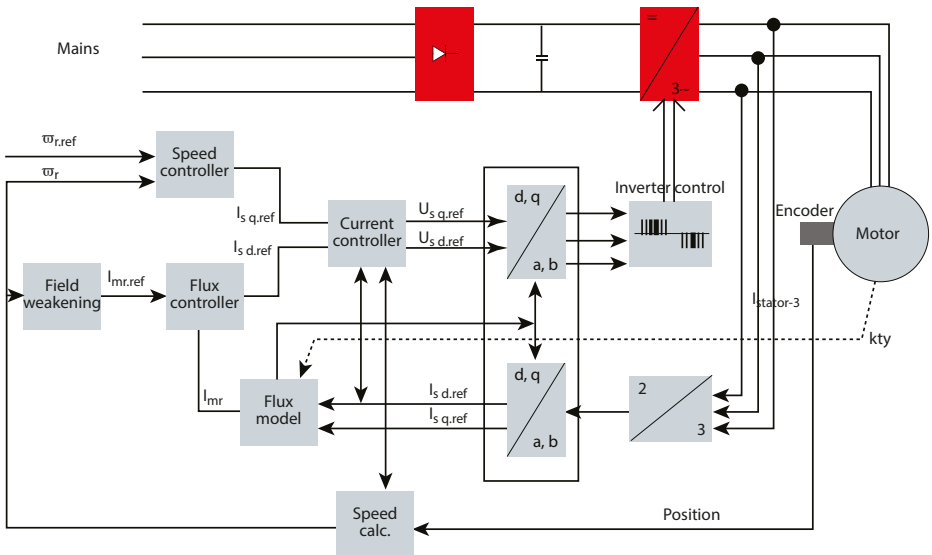 Mains
=
3~
ϖr.ref
ϖr
Speed
controller
Is q.ref
Is d.ref
Current
controller
Us q.ref
Us d.ref
d, q
a, b
Inverter control
Encoder
Motor
Field
weakening
Imr.ref
Flux
controller
Istator-3
kty
Imr
Flux
model
Is d.ref
Is q.ref
d, q
a, b
2
3
Speed
calc.
Position